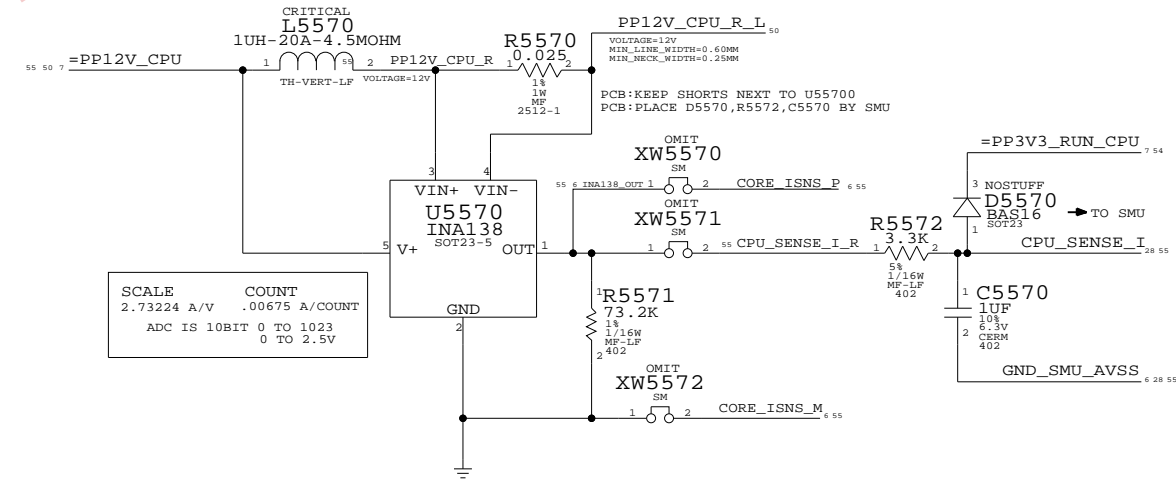 CRITICAL
L5570
1UH-20A-4.5MOHM
55 50 7 =PP12V_CPU
1 55 2
TH-VERT-LF
PP12V_CPU_R
VOLTAGE=12V
R5570
0.025
1 2
1%
1W
MF
2512-1
PP12V_CPU_R_L 50
VOLTAGE=12V
MIN_LINE_WIDTH=0.60MM
MIN_NECK_WIDTH=0.25MM
PCB:KEEP SHORTS NEXT TO U55700
PCB:PLACE D5570,R5572,C5570 BY SMU
3 4
VIN+ VIN-
U5570
INA138
SOT23-5
5 V+
OUT 1
GND
2
OMIT
XW5570
SM
55 6 INA138_OUT 1 2 CORE_ISNS_P 6 55
OMIT
XW5571
SM
1 2 55 CPU_SENSE_I_R
R5572
3.3K
1 2
5%
1/16W
MF-LF
402
=PP3V3_RUN_CPU
7 54
3 NOSTUFF
D5570
BAS16
SOT23
1
TO SMU
CPU_SENSE_I
28 55
1 C5570
1UF
10%
6.3V
CERM
402
2
GND_SMU_AVSS
6 28 55
1 R5571
73.2K
1%
1/16W
MF-LF
402
2
OMIT
XW5572
SM
1 2 CORE_ISNS_M 6 55
SCALE COUNT
2.73224 A/V .00675 A/COUNT
ADC IS 10BIT 0 TO 1023
0 TO 2.5V